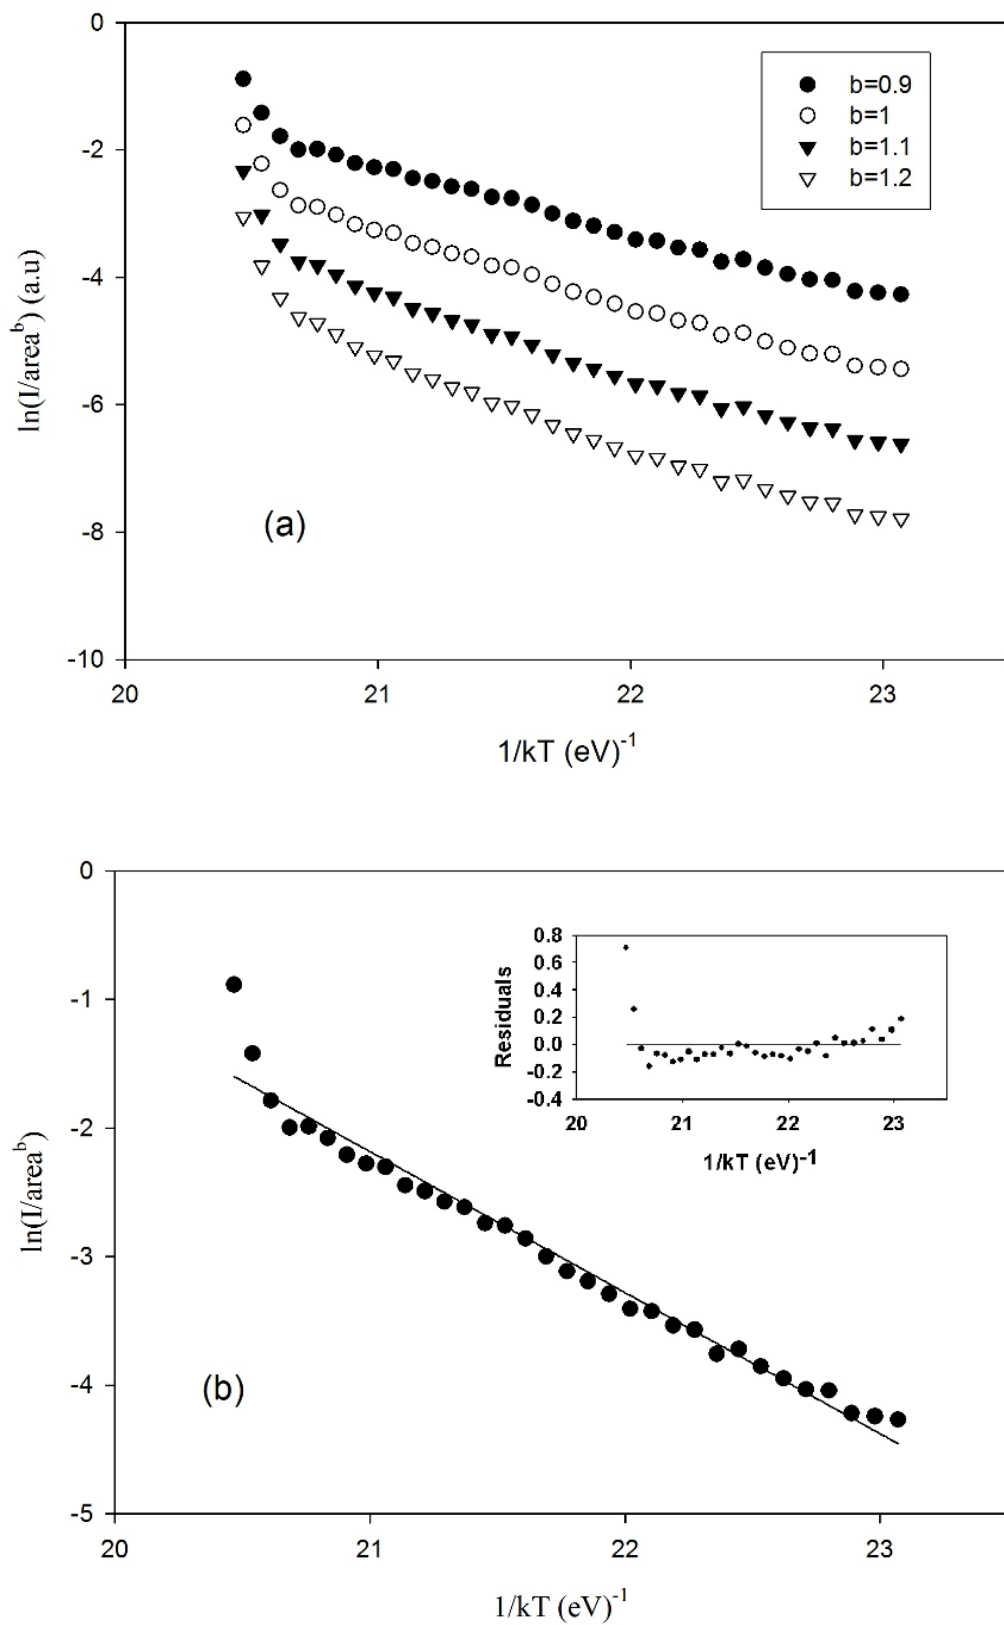 0
-2
-4
-6
-8
-10
ln(I/area^b) (a.u)
b=0.9
b=1
b=1.1
b=1.2
(a)
20 21 22 23
1/kT (eV)^-1
0
-1
-2
-3
-4
-5
ln(I/area^b)
0.8
0.6
0.4
0.2
0.0
-0.2
-0.4
Residuals
20 21 22 23
1/kT (eV)^-1
(b)
20 21 22 23
1/kT (eV)^-1